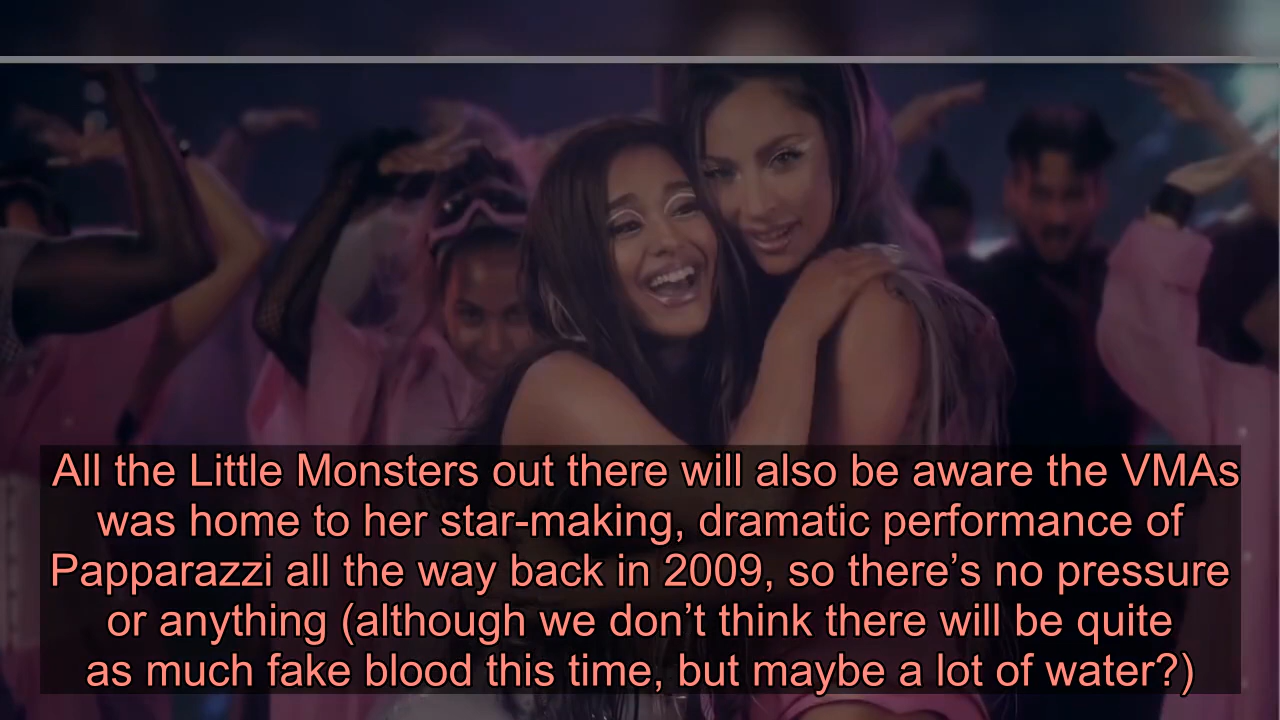 All the Little Monsters out there will also be aware the VMAs
was home to her star-making, dramatic performance of
Papparazzi all the way back in 2009, so there’s no pressure
or anything (although we don’t think there will be quite
as much fake blood this time, but maybe a lot of water?)